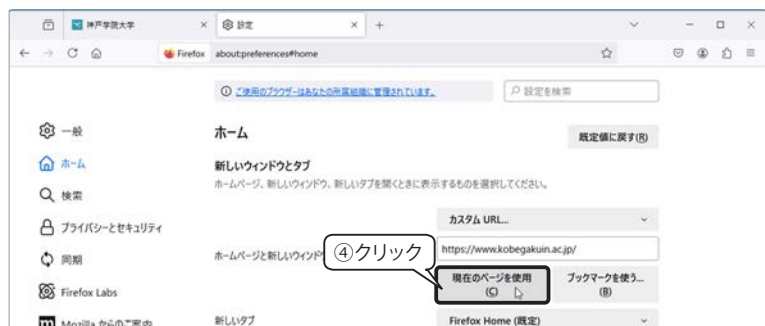 神戸学院大学
設定
Firefox about:preferences#home
ご使用のブラウザーはあなたの所属組織に管理されています。
設定を検索
一般
ホーム
既定値に戻す(R)
ホーム
新しいウィンドウとタブ
検索
ホームページ、新しいウィンドウ、新しいタブを開くときに表示するものを選択してください。
プライバシーとセキュリティ
カスタム URL...
同期
ホームページと新しいウィンドウ
④クリック
https://www.kobegakuin.ac.jp/
現在のページを使用
(C)
ブックマークを使う...
(B)
Firefox Labs
Mozilla からのご案内
新しいタブ
Firefox Home (既定)